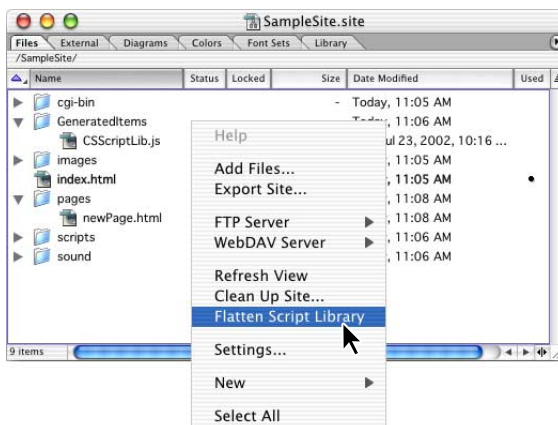 SampleSite.site
Files External Diagrams Colors Font Sets Library
/SampleSite/
Name Status Locked Size Date Modified Used
cgi-bin - Today, 11:05 AM
GeneratedItems 11:06 AM
CSScriptLib.js ul 23, 2002, 10:16 ...
images , 11:05 AM
index.html , 11:05 AM
pages , 11:08 AM
newPage.html , 11:08 AM
scripts , 11:06 AM
sound , 11:06 AM
9 items
Help
Add Files...
Export Site...
FTP Server
WebDAV Server
Refresh View
Clean Up Site...
Flatten Script Library
Settings...
New
Select All